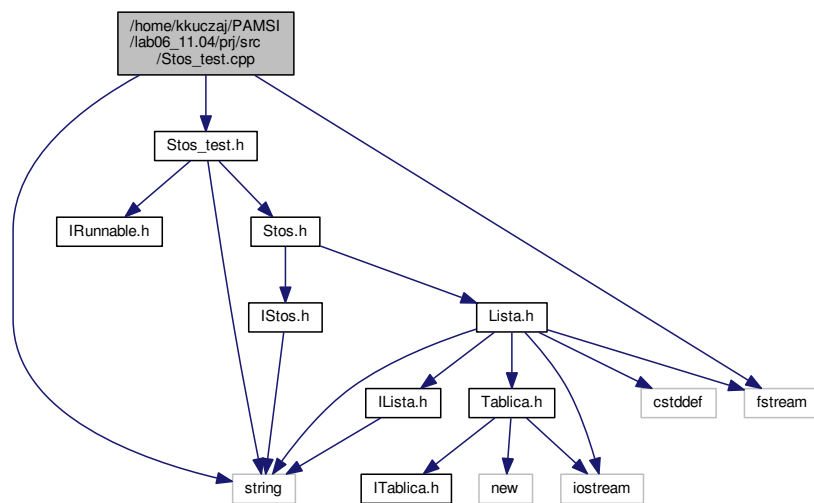 /home/kkuczaj/PAMSI
/lab06_11.04/prj/src
/Stos_test.cpp
Stos_test.h
IRunnable.h
Stos.h
IStos.h
Lista.h
ILista.h
Tablica.h
cstddef
fstream
string
ITablica.h
new
iostream